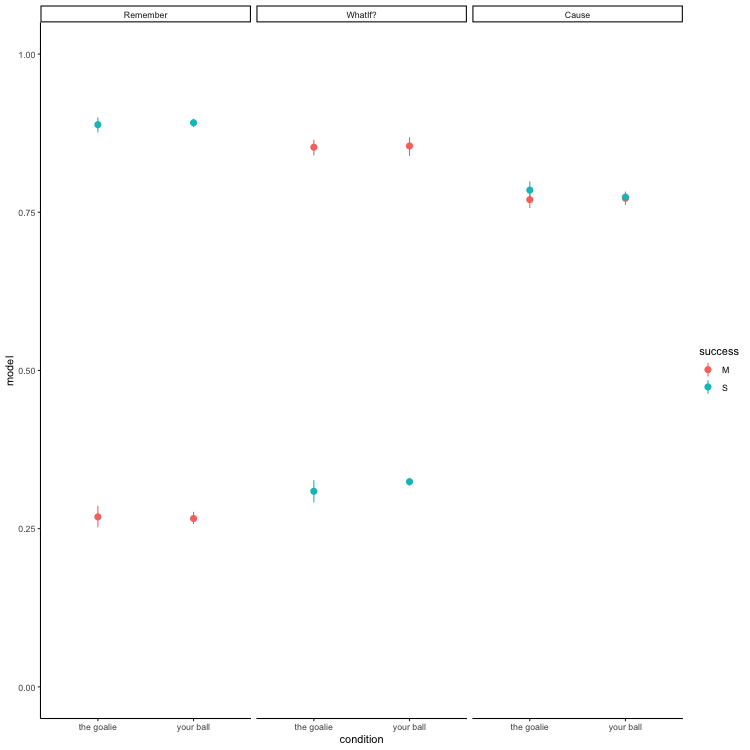 Remember
WhatIf?
Cause
1.00
0.75
0.50
0.25
0.00
model
the goalie
your ball
the goalie
your ball
the goalie
your ball
condition
success
M
S